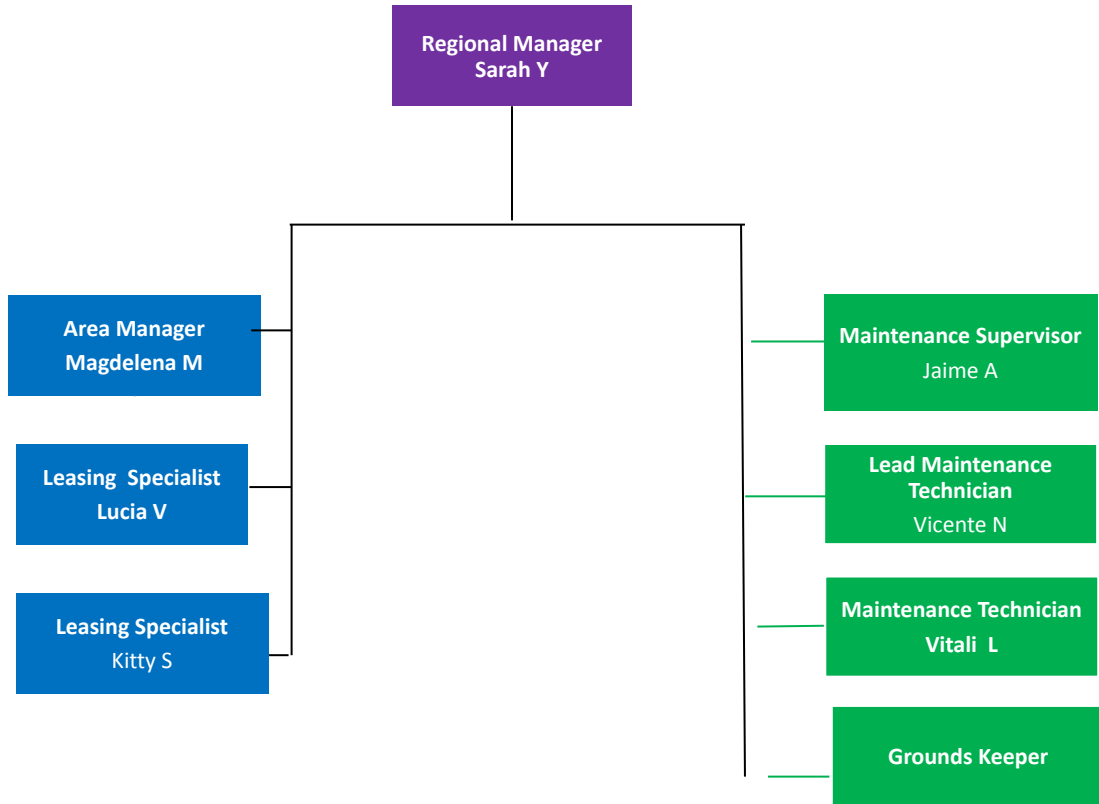 Regional Manager
Sarah Y
Area Manager
Magdelena M
Leasing  Specialist
Lucia V
Leasing Specialist
Kitty S
Maintenance Supervisor
Jaime A
Lead Maintenance
Technician
Vicente N
Maintenance Technician
Vitali  L
Grounds Keeper